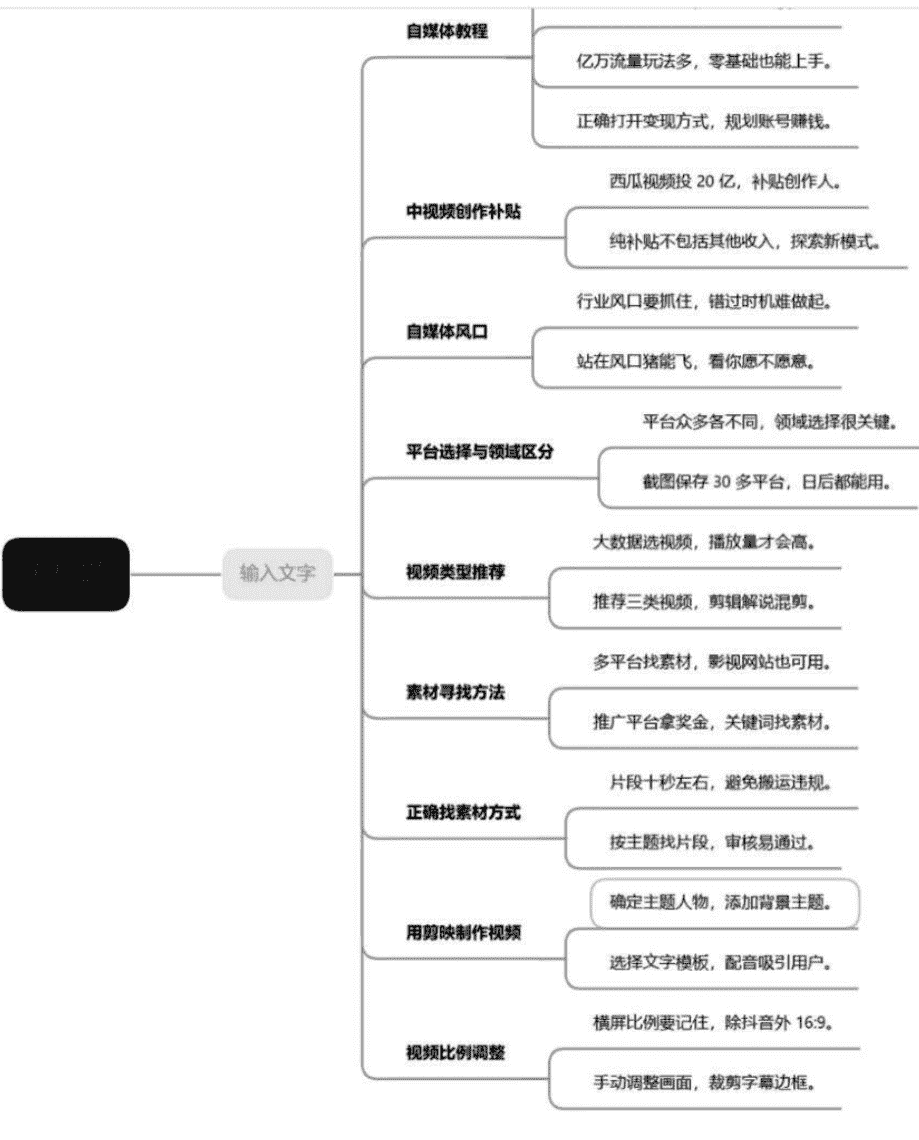 自媒体教程
亿万流量玩法多，零基础也能上手。
正确打开变现方式，规划账号赚钱。
中视频创作补贴
西瓜视频投 20 亿，补贴创作人。
纯补贴不包括其他收入，探索新模式。
自媒体风口
行业风口要抓住，错过时机难做起。
站在风口猪能飞，看你愿不愿意。
平台选择与领域区分
平台众多各不同，领域选择很关键。
截图保存 30 多平台，日后都能用。
输入文字
视频类型推荐
大数据选视频，播放量才会高。
推荐三类视频，剪辑解说混剪。
素材寻找方法
多平台找素材，影视网站也可用。
推广平台拿奖金，关键词找素材。
正确找素材方式
片段十秒左右，避免搬运违规。
按主题找片段，审核易通过。
用剪映制作视频
确定主题人物，添加背景主题。
选择文字模板，配音吸引用户。
视频比例调整
横屏比例要记住，除抖音外 16:9。
手动调整画面，裁剪字幕边框。